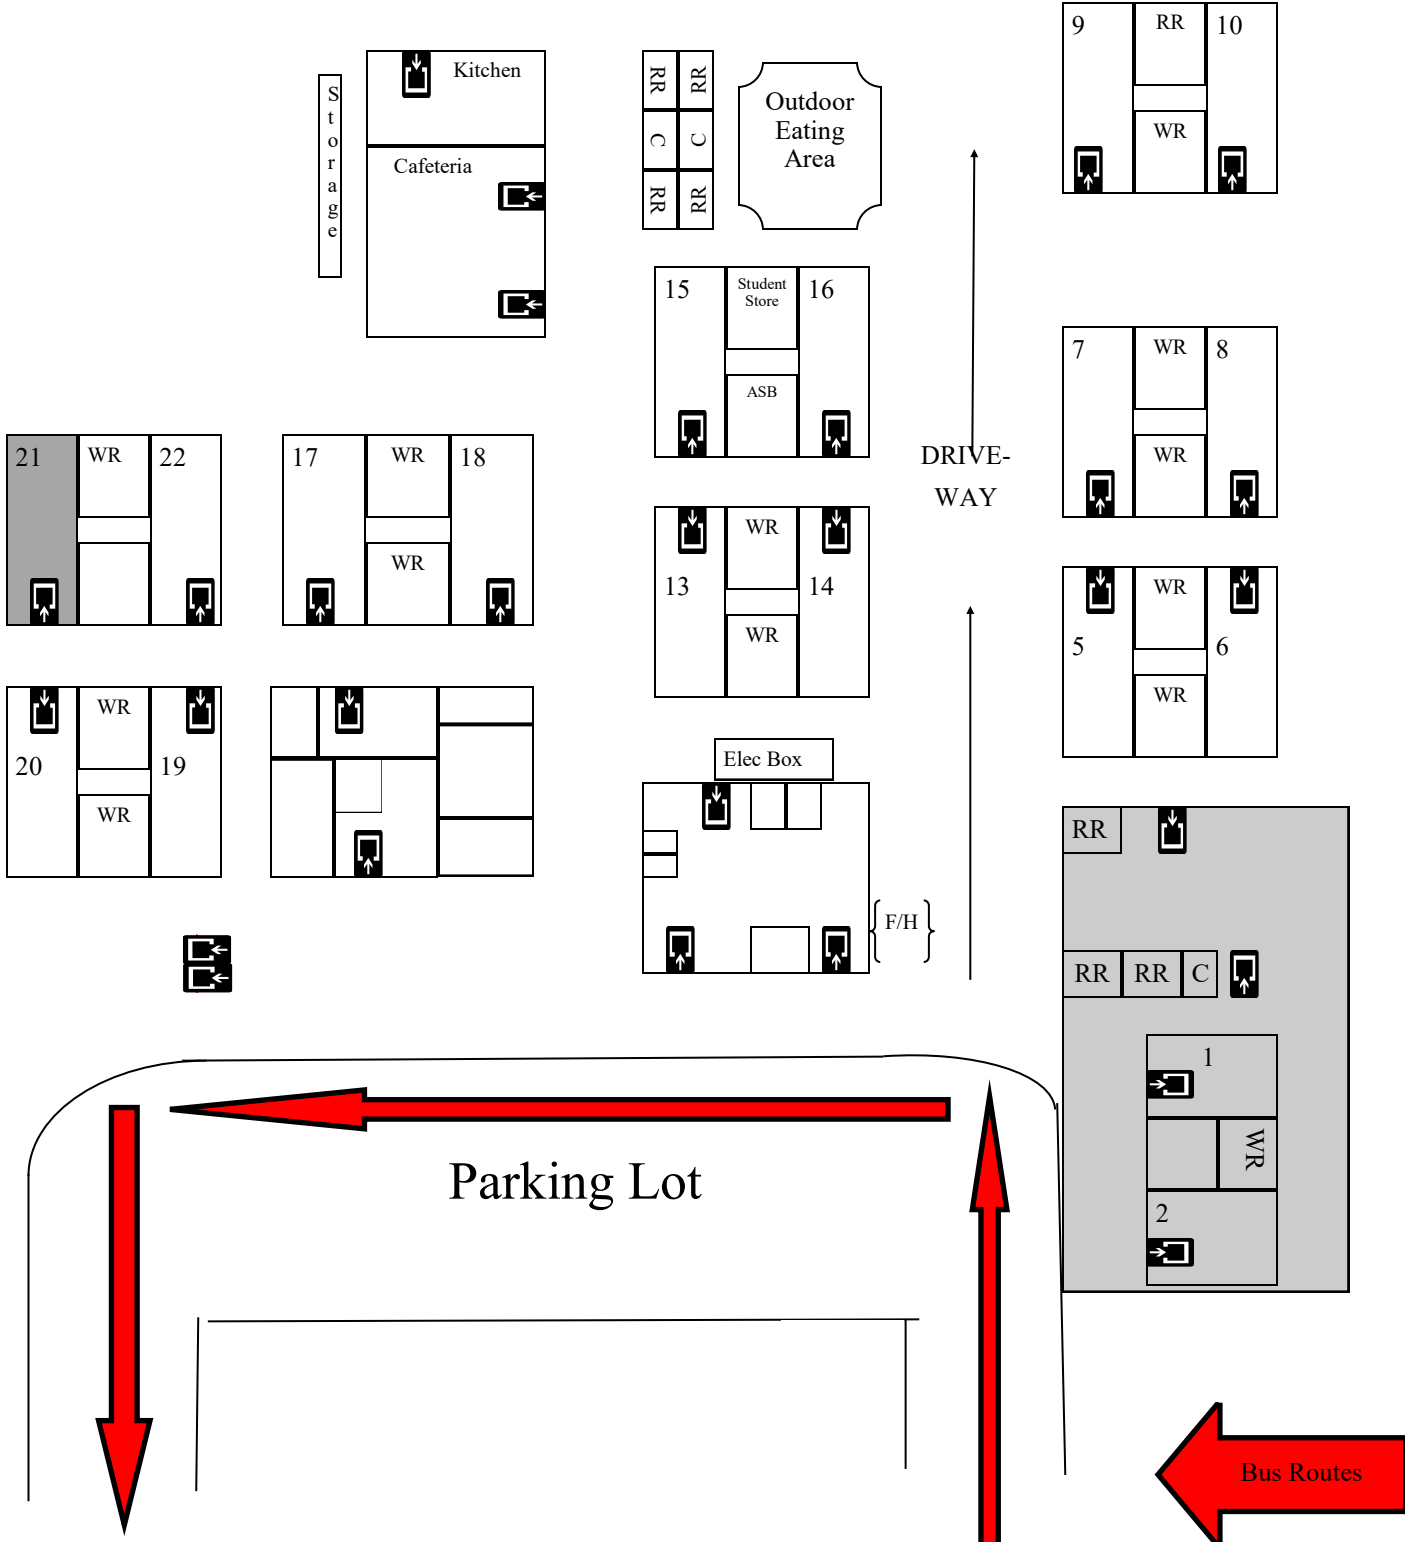 9
RR
10
WR
Kitchen
Storage
Cafeteria
RR
RR
C
C
RR
RR
Outdoor
Eating
Area
15
Student
Store
16
ASB
7
WR
8
WR
DRIVE-
WAY
21
WR
22
17
WR
18
WR
WR
13
14
WR
WR
5
6
WR
WR
20
19
WR
Elec Box
F/H
RR
RR
RR
C
1
WR
2
Parking Lot
Bus Routes